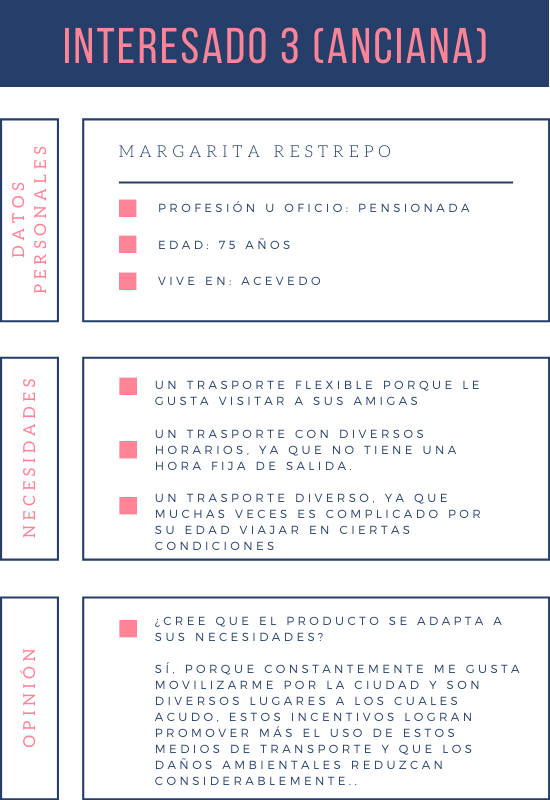 INTERESADO 3 (ANCIANA)
DATOS
PERSONALES
MARGARITA RESTREPO
PROFESIÓN U OFICIO: PENSIONADA
EDAD: 75 AÑOS
VIVE EN: ACEVEDO
NECESIDADES
UN TRASPORTE FLEXIBLE PORQUE LE
GUSTA VISITAR A SUS AMIGAS
UN TRASPORTE CON DIVERSOS
HORARIOS, YA QUE NO TIENE UNA
HORA FIJA DE SALIDA.
UN TRASPORTE DIVERSO, YA QUE
MUCHAS VECES ES COMPLICADO POR
SU EDAD VIAJAR EN CIERTAS
CONDICIONES
OPINIÓN
¿CREE QUE EL PRODUCTO SE ADAPTA A
SUS NECESIDADES?
SÍ, PORQUE CONSTANTEMENTE ME GUSTA
MOVILIZARME POR LA CIUDAD Y SON
DIVERSOS LUGARES A LOS CUALES
ACUDO, ESTOS INCENTIVOS LOGRAN
PROMOVER MÁS EL USO DE ESTOS
MEDIOS DE TRANSPORTE Y QUE LOS
DAÑOS AMBIENTALES REDUZCAN
CONSIDERABLEMENTE..